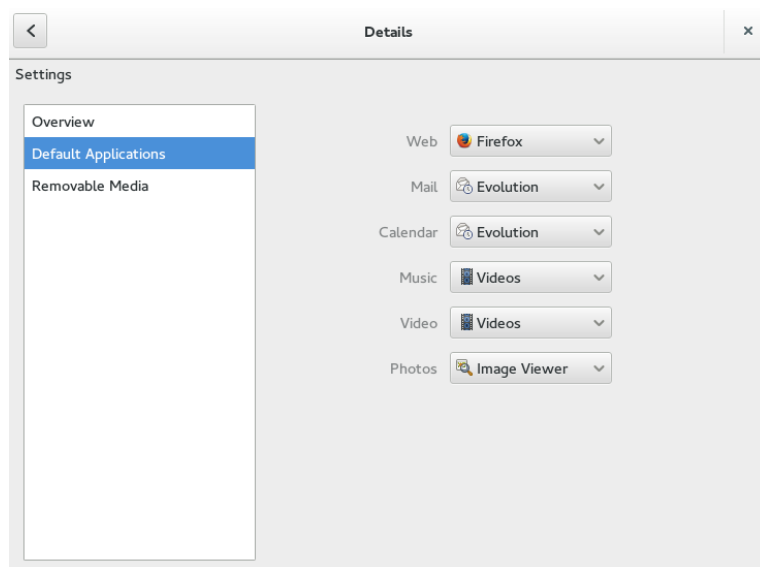 Details
Settings
Overview
Default Applications
Removable Media
Web Firefox
Mail Evolution
Calendar Evolution
Music Videos
Video Videos
Photos Image Viewer